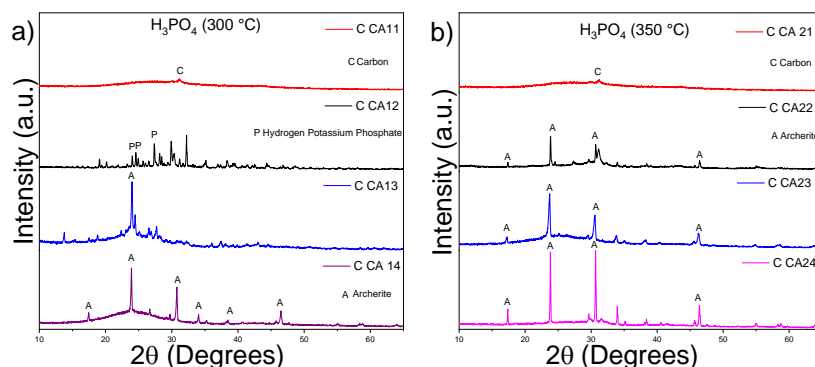 a)
H₃PO₄ (300 °C)
C CA11
C Carbon
C
C CA12
P Hydrogen Potassium Phosphate
PP
P
C CA13
A
C CA 14
A Archerite
A
A
A
A
A
A
Intensity (a.u.)
10 20 30 40 50 60
2θ (Degrees)
b)
H₃PO₄ (350 °C)
C CA 21
C Carbon
C
C CA22
A Archerite
A
A
A
A
C CA23
A
A
A
A
C CA24
A
A
A
A
Intensity (a.u.)
10 20 30 40 50 60
2θ (Degrees)